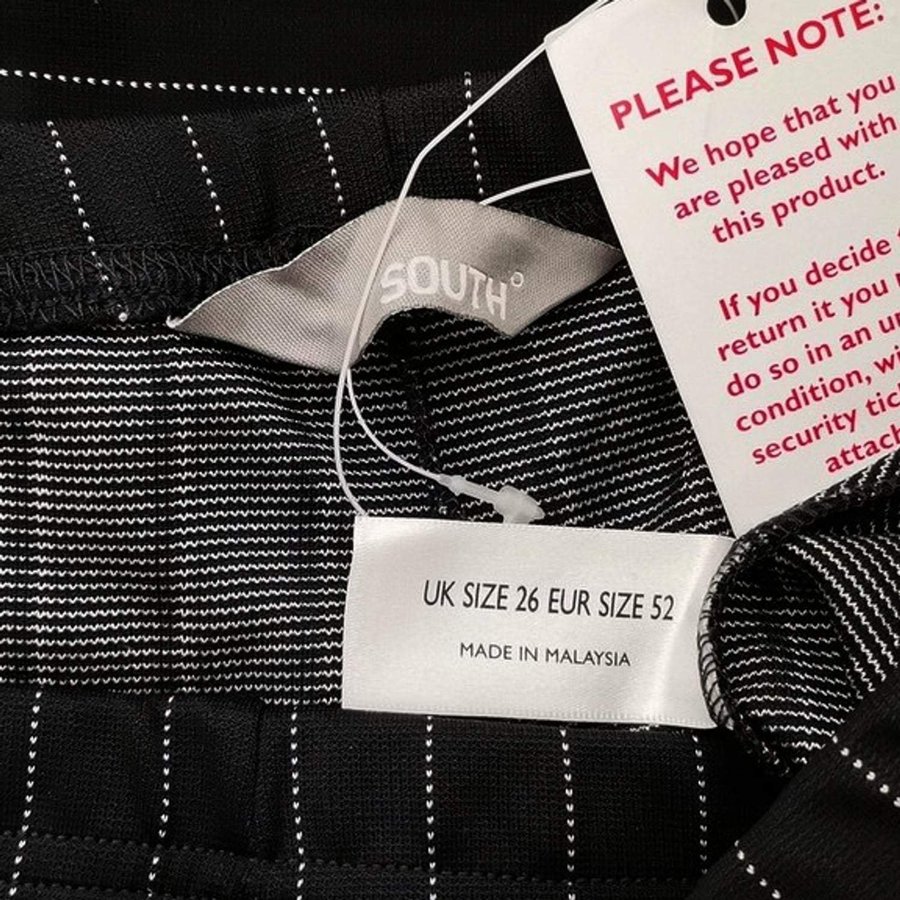 PLEASE NOTE:
We hope that you
are pleased with
this product.
If you decide
return it you
do so in an
condition,
security
attach
SOUTH°
UK SIZE 26 EUR SIZE 52
MADE IN MALAYSIA